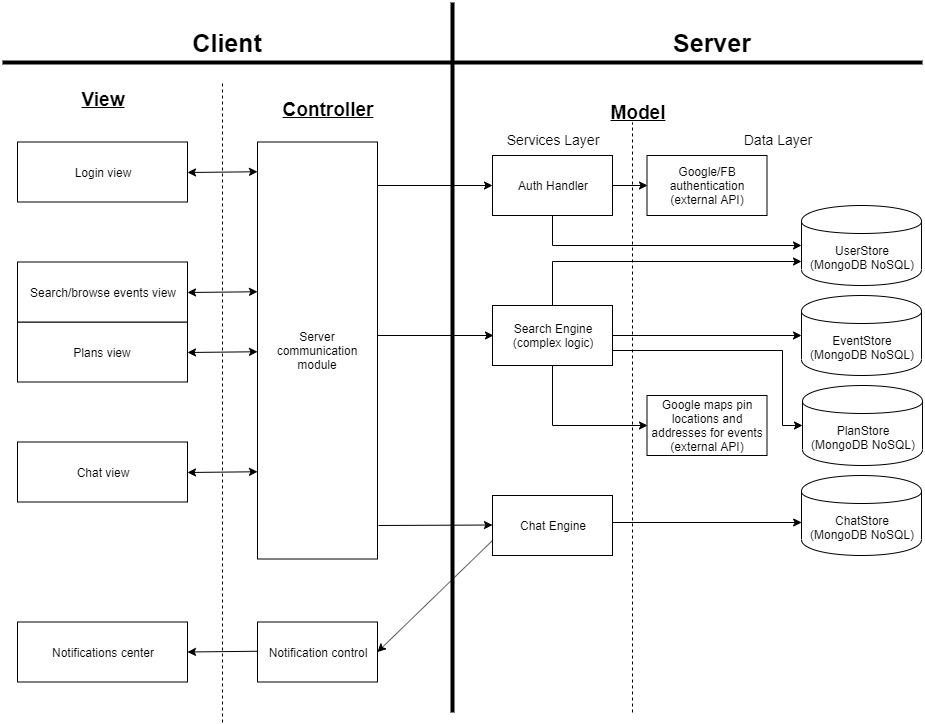 Client
Server
View
Controller
Model
Services Layer
Data Layer
Login view
Auth Handler
Google/FB
authentication
(external API)
UserStore
(MongoDB NoSQL)
Search/browse events view
Plans view
Server
communication
module
Search Engine
(complex logic)
EventStore
(MongoDB NoSQL)
Google maps pin
locations and
addresses for events
(external API)
PlanStore
(MongoDB NoSQL)
Chat view
Chat Engine
ChatStore
(MongoDB NoSQL)
Notifications center
Notification control